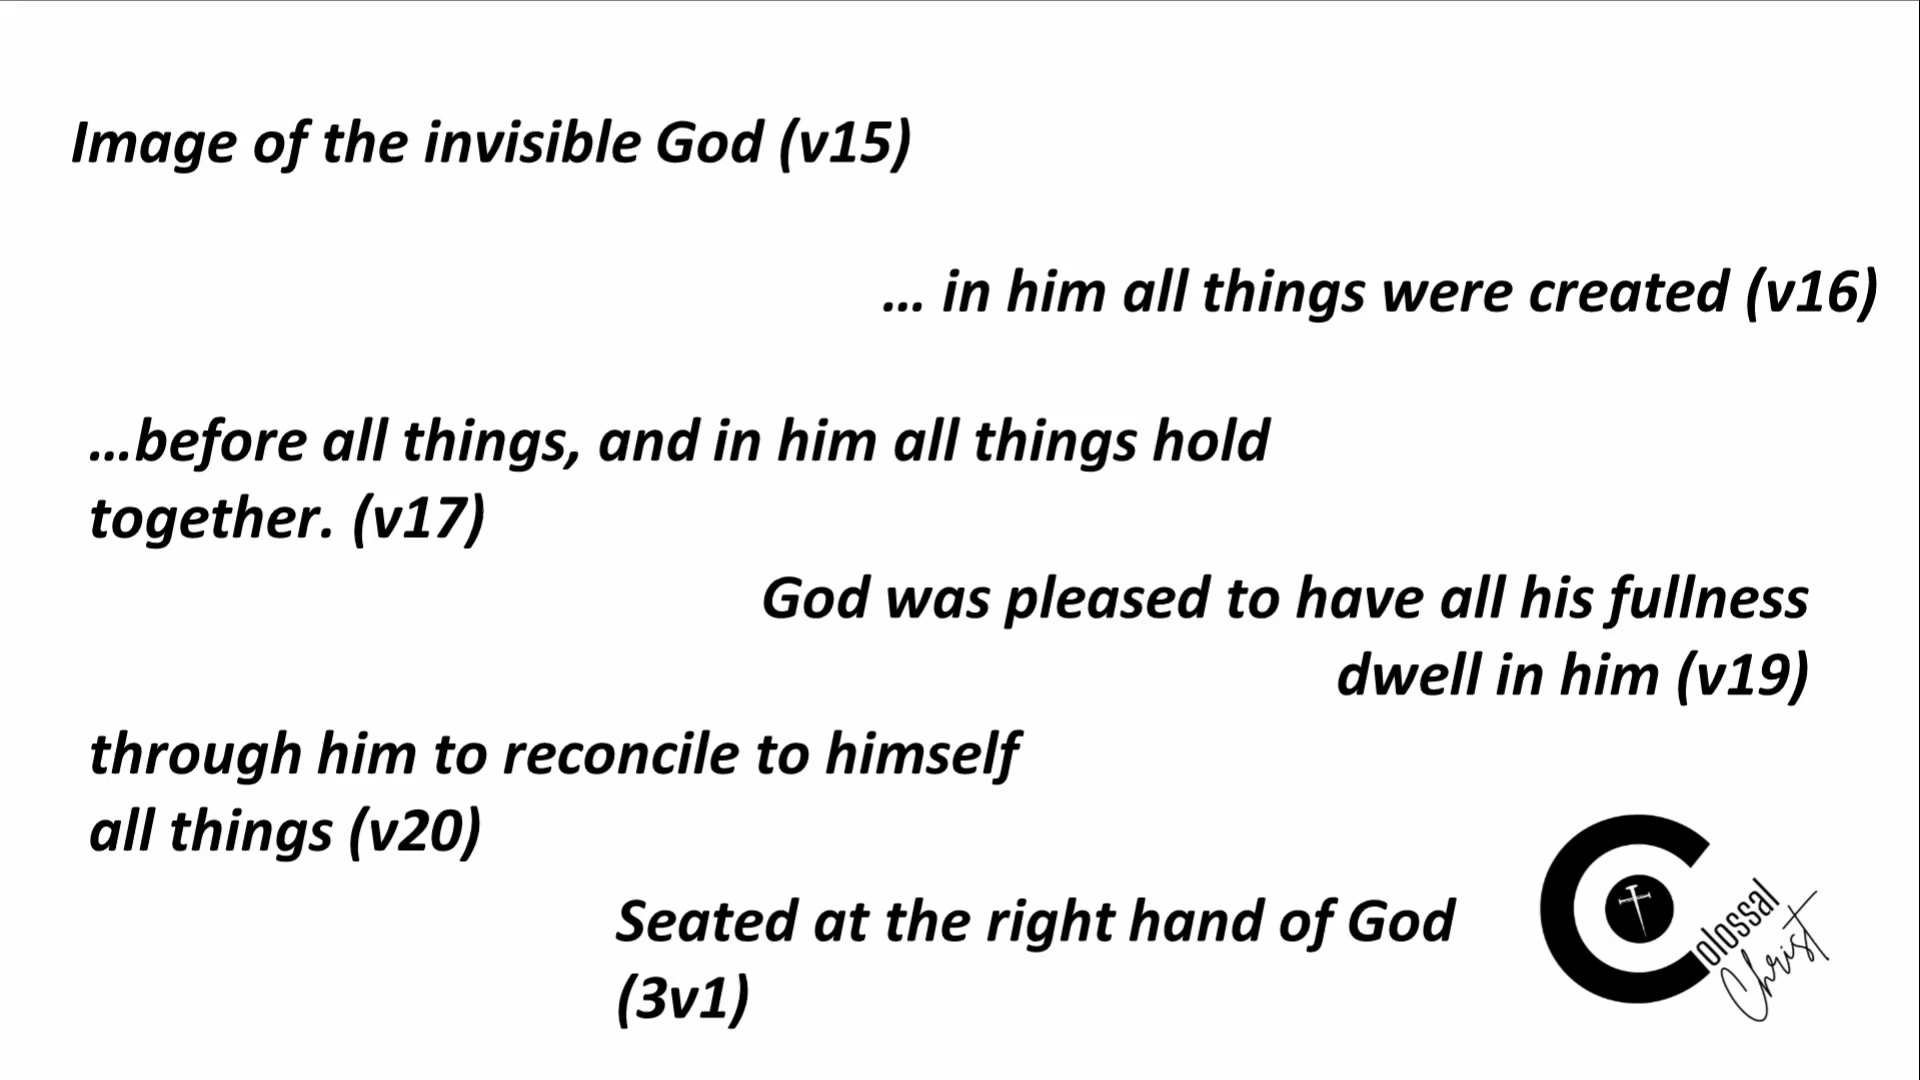 Image of the invisible God (v15)
... in him all things were created (v16)
...before all things, and in him all things hold
together. (v17)
God was pleased to have all his fullness
dwell in him (v19)
through him to reconcile to himself
all things (v20)
Seated at the right hand of God
(3v1)
Colossal
Christ